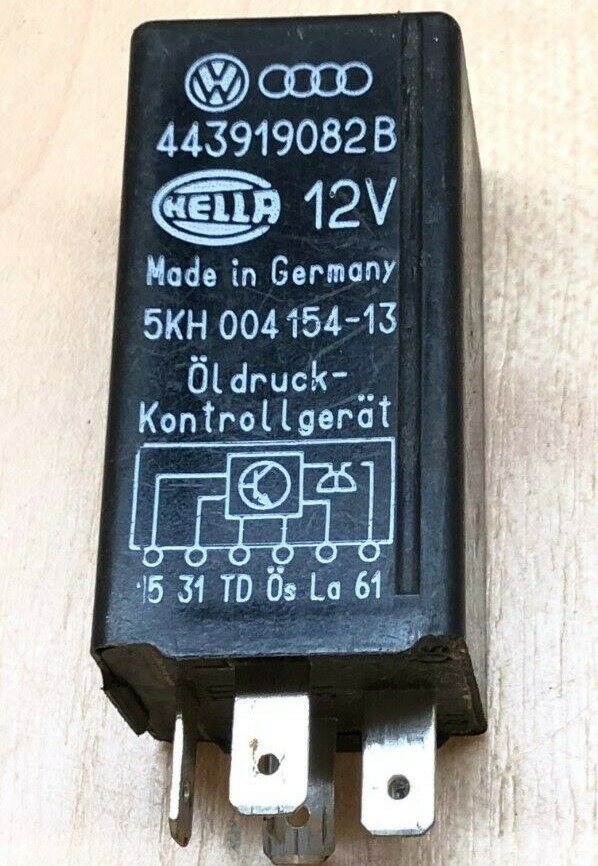 443919082B
HELLA 12V
Made in Germany
5KH 004 154-13
Öldruck-
Kontrollgerät
15 31 TD Ös La 61